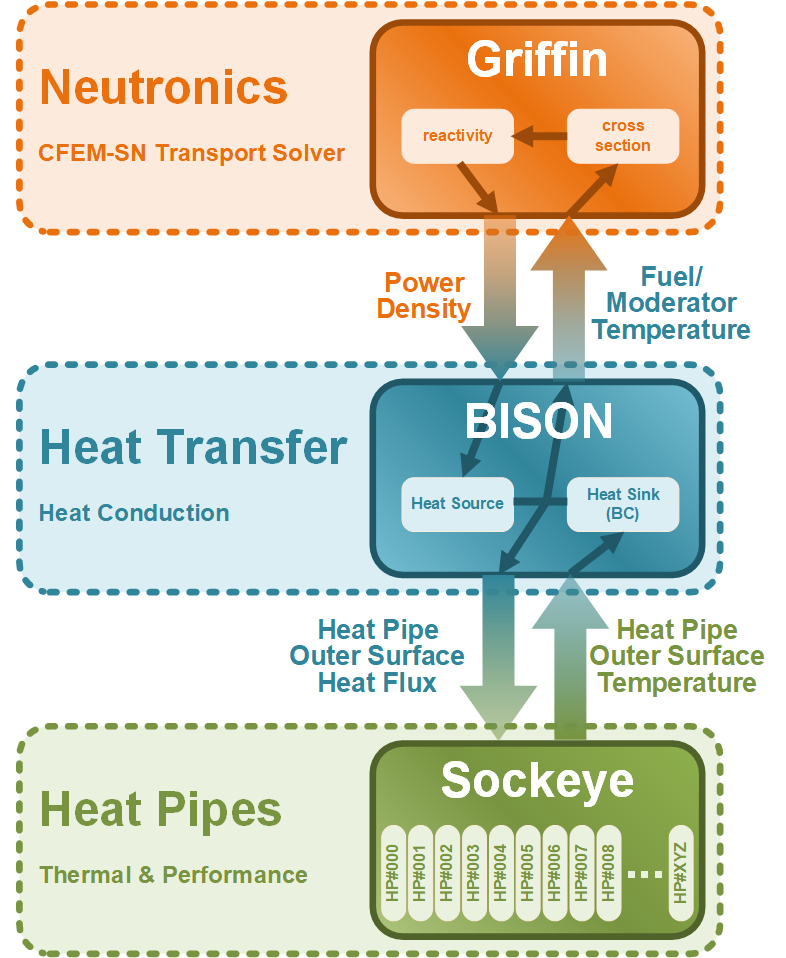 Neutronics
CFEM-SN Transport Solver
Griffin
reactivity
cross
section
Power
Density
Fuel/
Moderator
Temperature
Heat Transfer
Heat Conduction
BISON
Heat Source
Heat Sink
(BC)
Heat Pipe
Outer Surface
Heat Flux
Heat Pipe
Outer Surface
Temperature
Heat Pipes
Thermal & Performance
Sockeye
HP#000
HP#001
HP#002
HP#003
HP#004
HP#005
HP#006
HP#007
HP#008
...
HP#XYZ